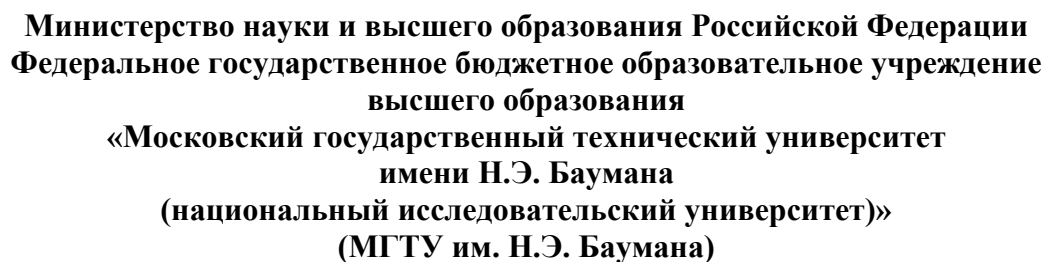 Министерство науки и высшего образования Российской Федерации
Федеральное государственное бюджетное образовательное учреждение
высшего образования
«Московский государственный технический университет
имени Н.Э. Баумана
(национальный исследовательский университет)»
(МГТУ им. Н.Э. Баумана)